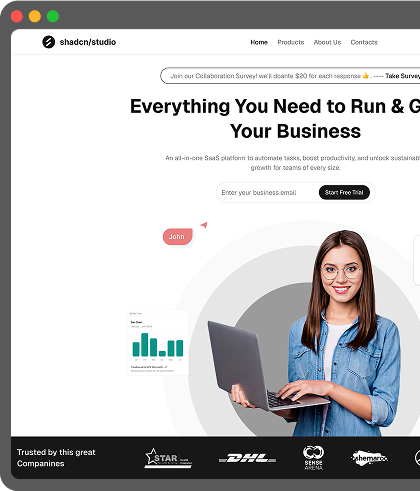 shadcn/studio
Home Products About Us Contacts
Join our Collaboration Survey! we'll doante $20 for each response 👍. ---- Take Survey
Everything You Need to Run & G
Your Business
An all-in-one SaaS platform to automate tasks, boost productivity, and unlock sustainab
growth for teams of every size.
Enter your business email Start Free Trial
John
Trusted by this great
Companines
STAR
DHL
SENSE
ARENA
shemaroo